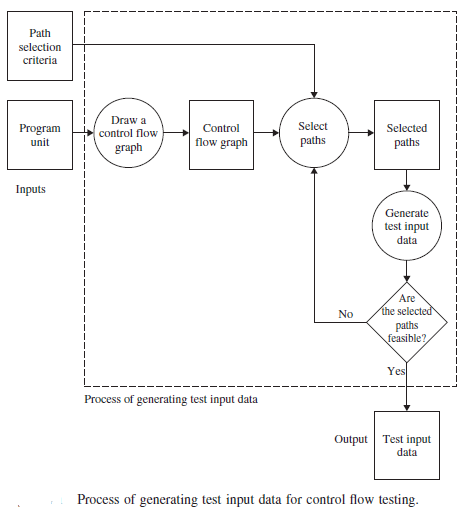 Path
selection
criteria
Program
unit
Inputs
Draw a
control flow
graph
Control
flow graph
Select
paths
Selected
paths
Generate
test input
data
Are
the selected
paths
feasible?
No
Yes
Process of generating test input data
Output
Test input
data
Process of generating test input data for control flow testing.